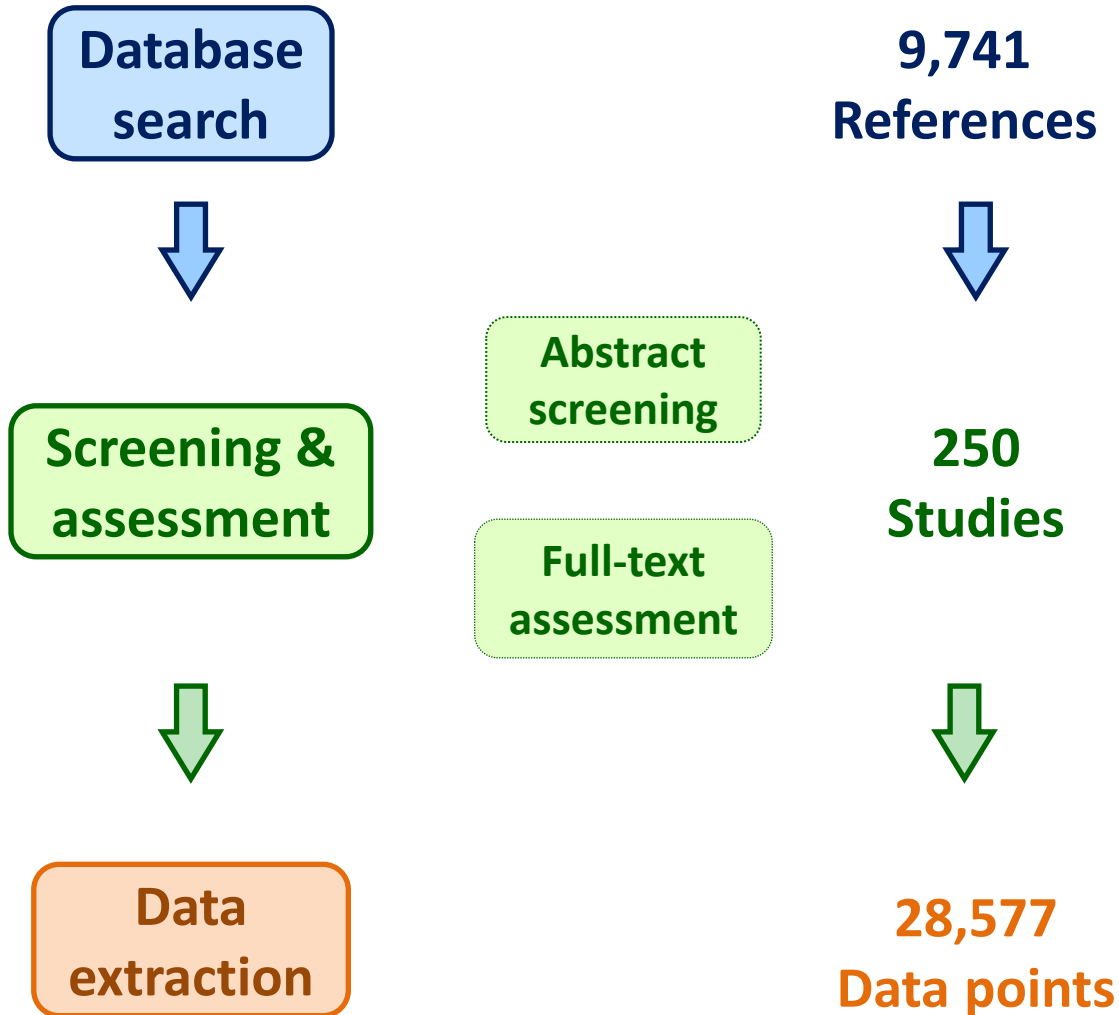 Database
search
9,741
References
Abstract
screening
Screening &
assessment
250
Studies
Full-text
assessment
Data
extraction
28,577
Data points